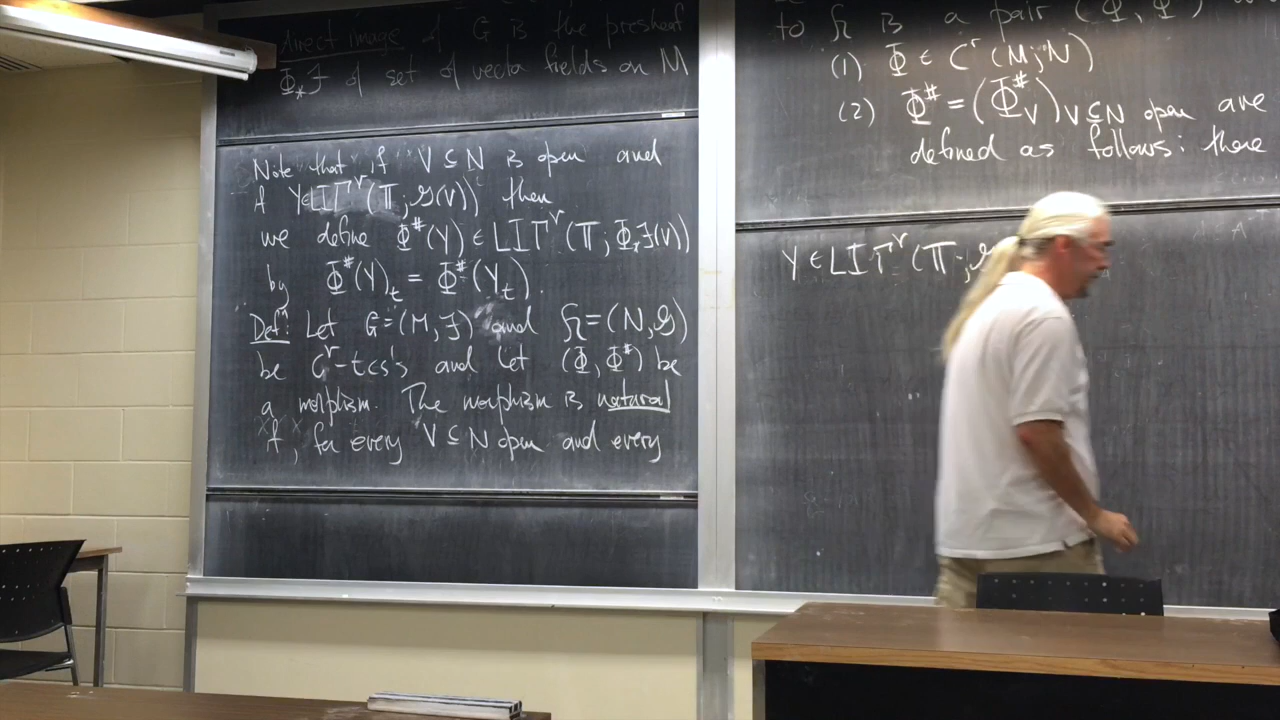 direct image of G is the presheaf
Φ_*ℱ of set of vector fields on M
Note that if V ⊆ N is open and
if Y∈LIΓ^r(𝕋; 𝒢(V)) then
we define Φ^#(Y) ∈ LIΓ^r(𝕋; Φ_*ℱ(V))
by Φ^#(Y)_t = Φ^#(Y_t).
Defⁿ: Let 𝔊=(M,ℱ) and ℌ=(N,𝒢)
be C^r-tcs's and let (Φ,Φ^#) be
a morphism. The morphism is natural
if, for every V ⊆ N open and every
to ℌ is a pair (Φ,Φ^#)
(1) Φ ∈ C^r(M;N)
(2) Φ^# = (Φ^#_V)_{V⊆N open} are
defined as follows: there
Y ∈ LIΓ^r(𝕋;